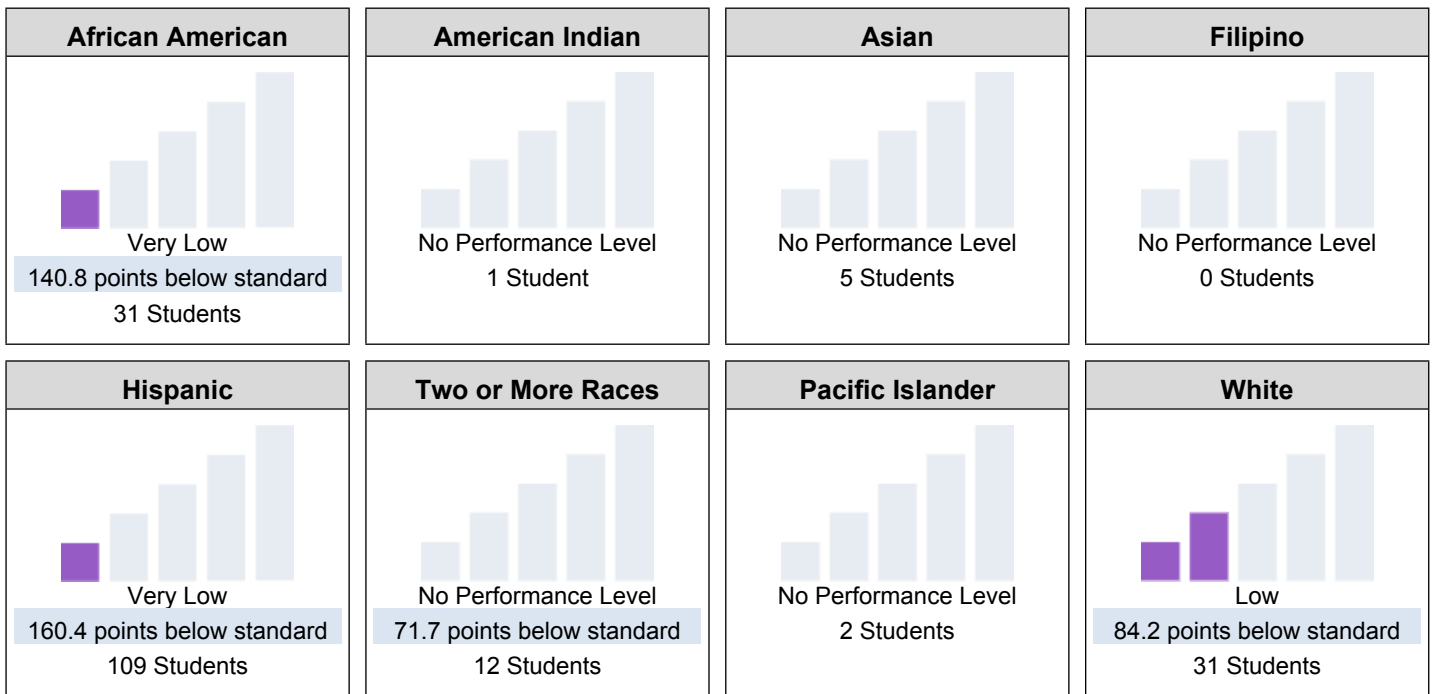 African American
Very Low
140.8 points below standard
31 Students
American Indian
No Performance Level
1 Student
Asian
No Performance Level
5 Students
Filipino
No Performance Level
0 Students
Hispanic
Very Low
160.4 points below standard
109 Students
Two or More Races
No Performance Level
71.7 points below standard
12 Students
Pacific Islander
No Performance Level
2 Students
White
Low
84.2 points below standard
31 Students